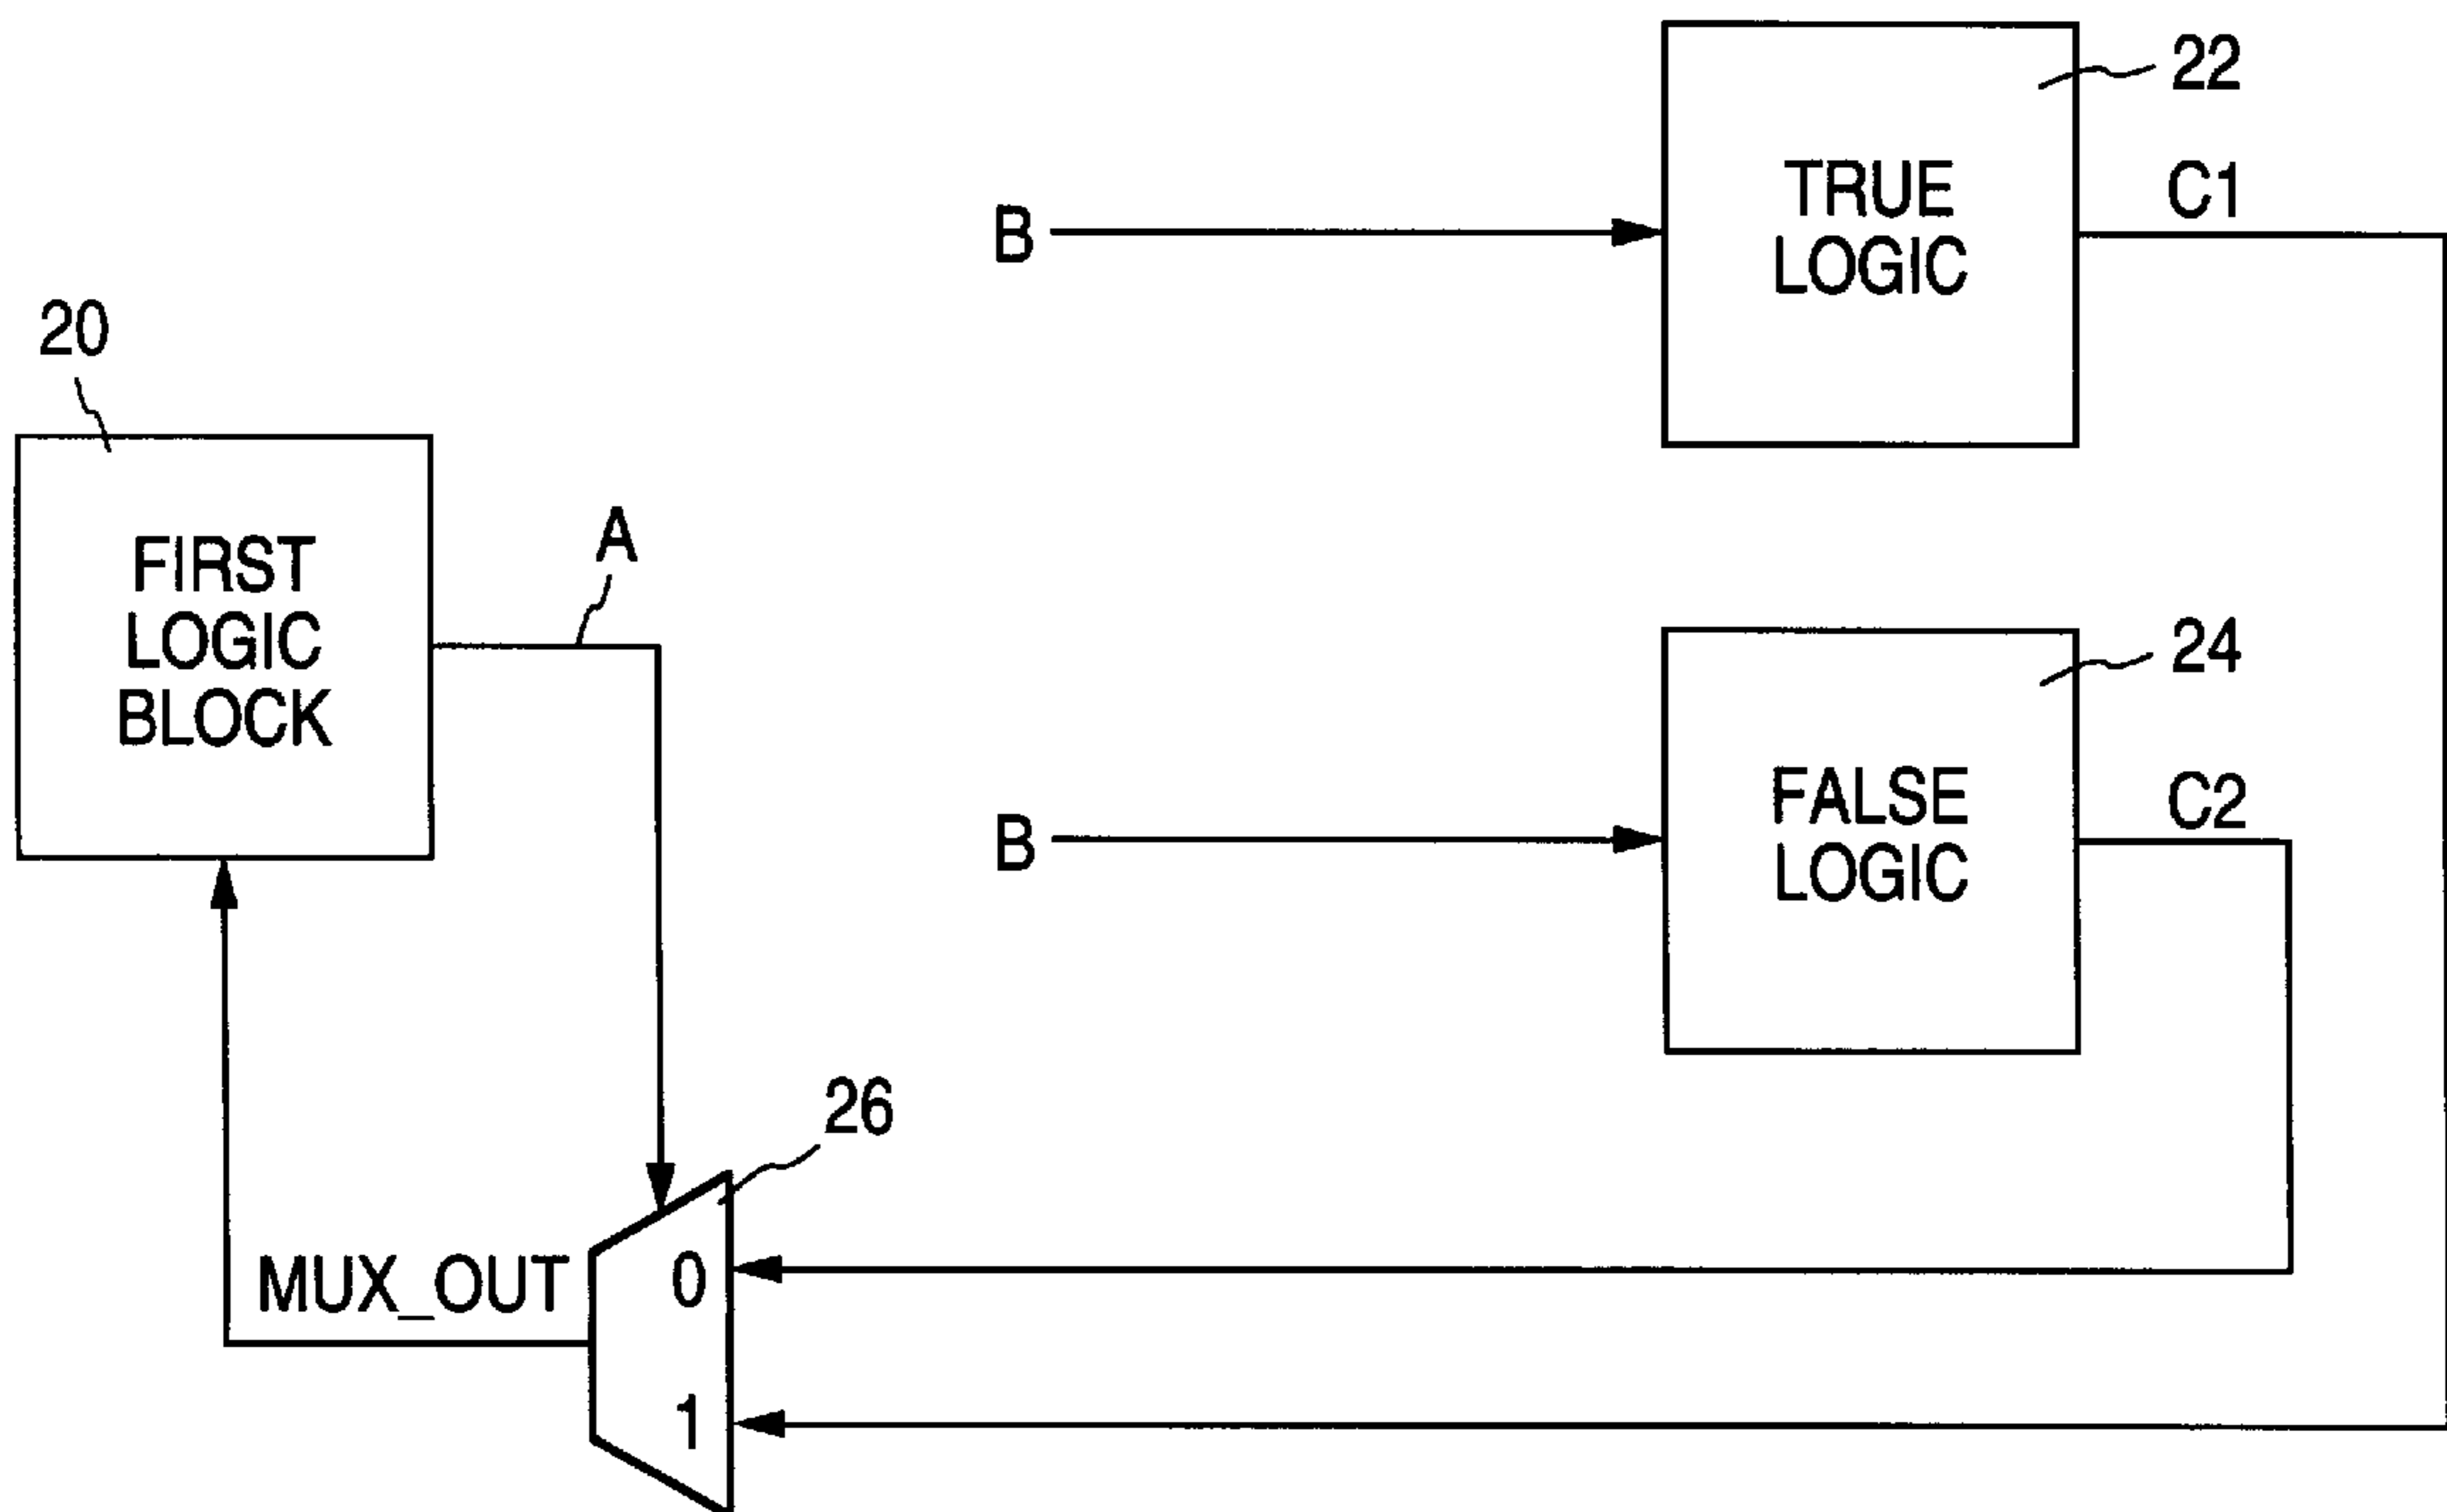 22
TRUE
LOGIC
C1
B
20
FIRST
LOGIC
BLOCK
A
24
FALSE
LOGIC
C2
B
26
MUX_OUT
0
1